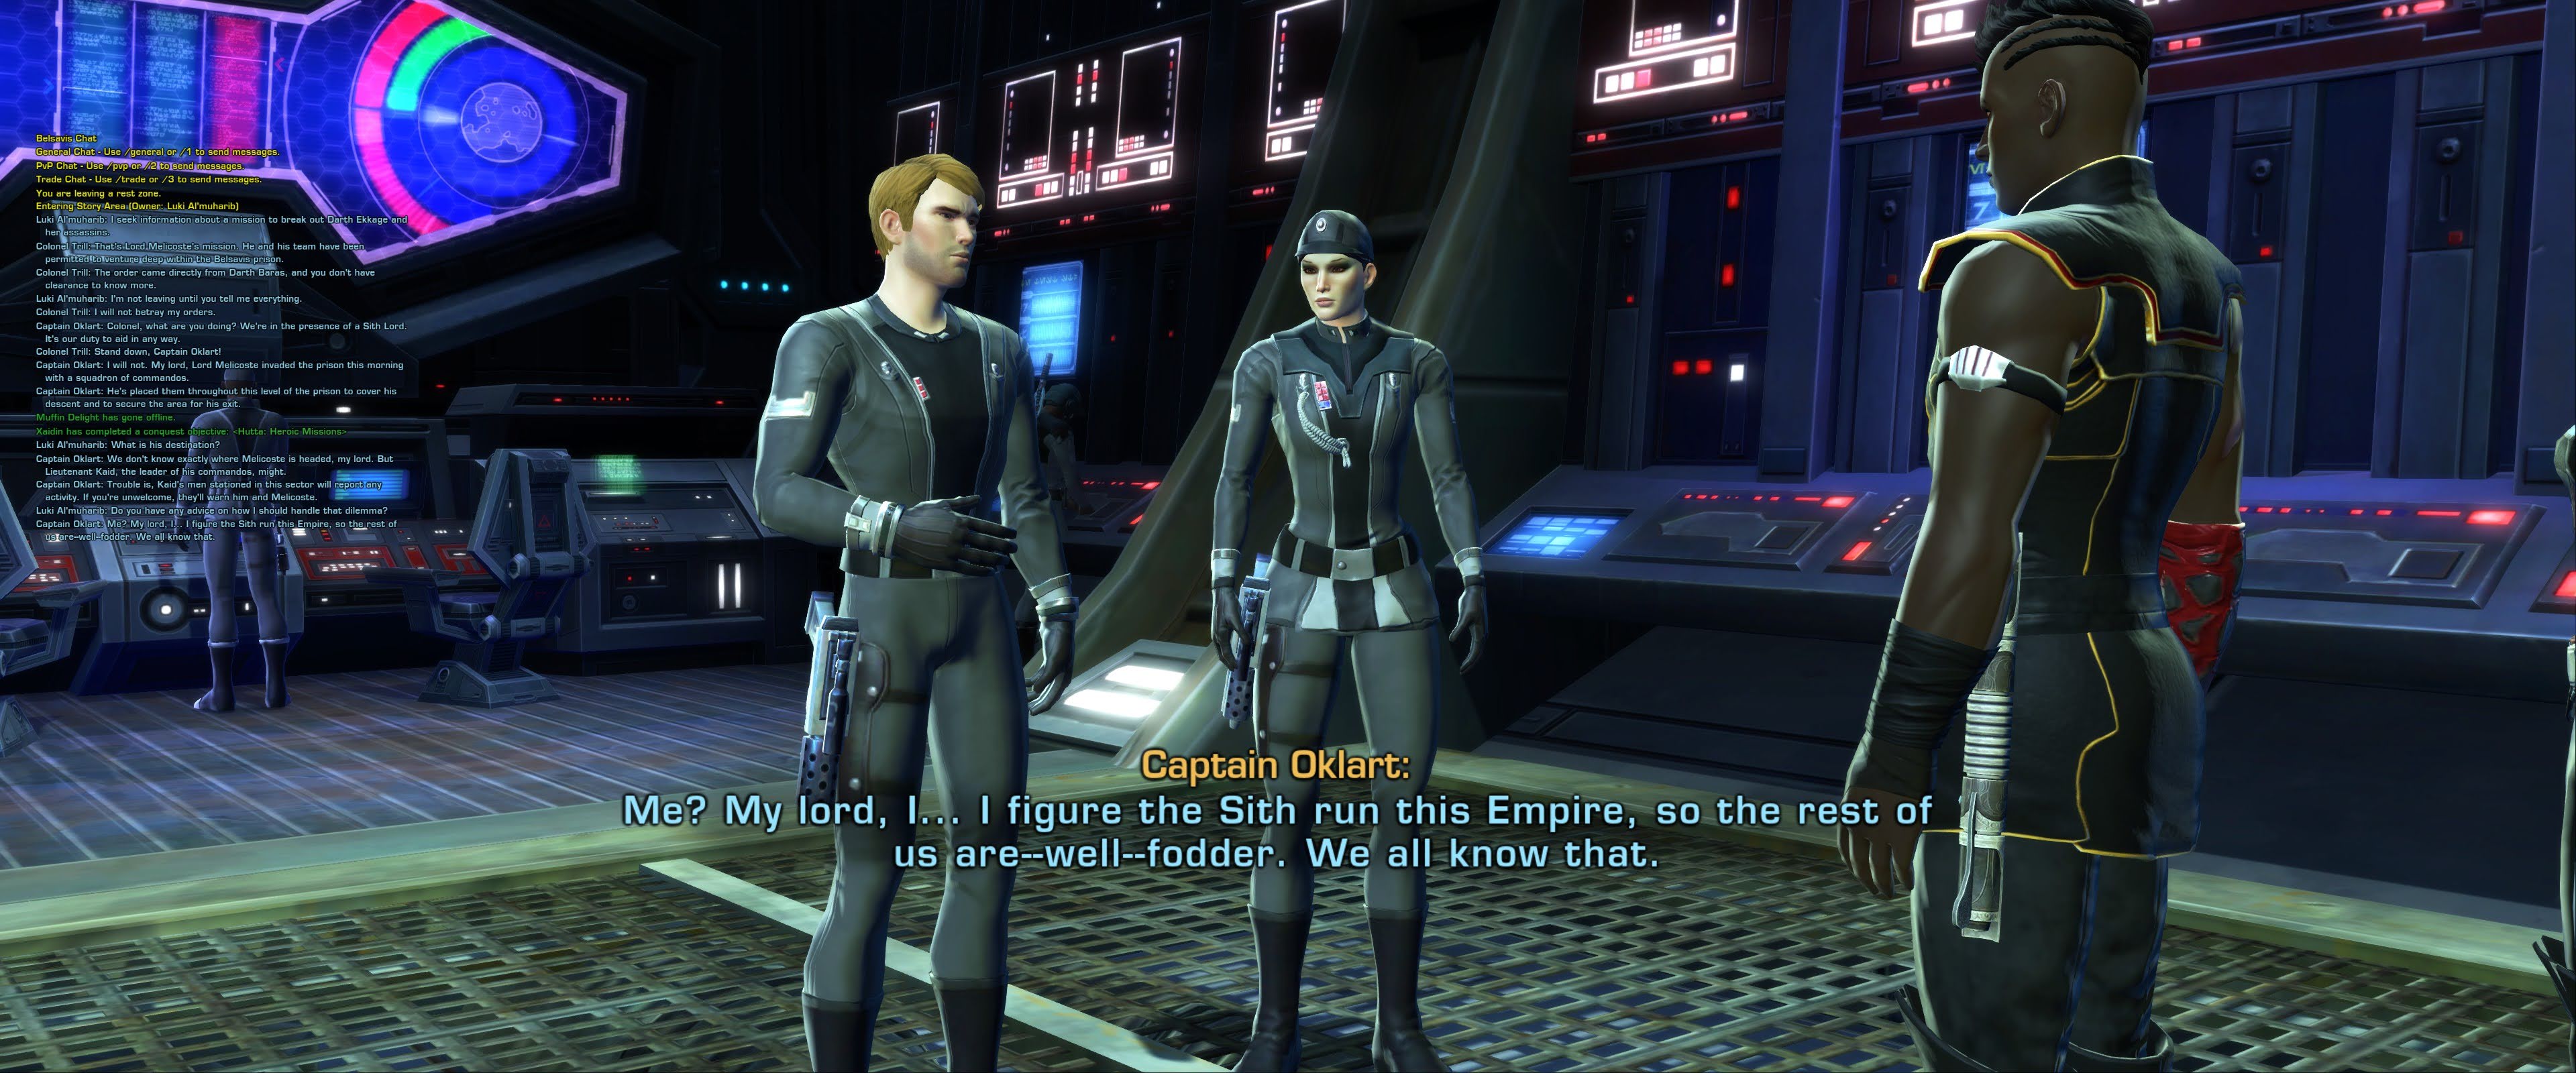 Belsavis Chat
General Chat - Use /general or /1 to send messages.
PvP Chat - Use /pvp or /2 to send messages.
Trade Chat - Use /trade or /3 to send messages.
You are leaving a rest zone.
Entering Story Area [Owner: Luki Al'muharib]
Luki Al'muharib: I seek information about a mission to break out Darth Ekkage and
her assassins.
Colonel Trill: That's Lord Melicoste's mission. He and his team have been
permitted to venture deep within the Belsavis prison.
Colonel Trill: The order came directly from Darth Baras, and you don't have
clearance to know more.
Luki Al'muharib: I'm not leaving until you tell me everything.
Colonel Trill: I will not betray my orders.
Captain Oklart: Colonel, what are you doing? We're in the presence of a Sith Lord.
It's our duty to aid in any way.
Colonel Trill: Stand down, Captain Oklart!
Captain Oklart: I will not. My lord, Lord Melicoste invaded the prison this morning
with a squadron of commandos.
Captain Oklart: He's placed them throughout this level of the prison to cover his
descent and to secure the area for his exit.
Muffin Delight has gone offline.
Xaidin has completed a conquest objective: <Hutta: Heroic Missions>
Luki Al'muharib: What is his destination?
Captain Oklart: We don't know exactly where Melicoste is headed, my lord. But
Lieutenant Kaid, the leader of his commandos, might.
Captain Oklart: Trouble is, Kaid's men stationed in this sector will report any
activity. If you're unwelcome, they'll warn him and Melicoste.
Luki Al'muharib: Do you have any advice on how I should handle that dilemma?
Captain Oklart: Me? My lord, I... I figure the Sith run this Empire, so the rest of
us are--well--fodder. We all know that.
Captain Oklart:
Me? My lord, I... I figure the Sith run this Empire, so the rest of
us are--well--fodder. We all know that.